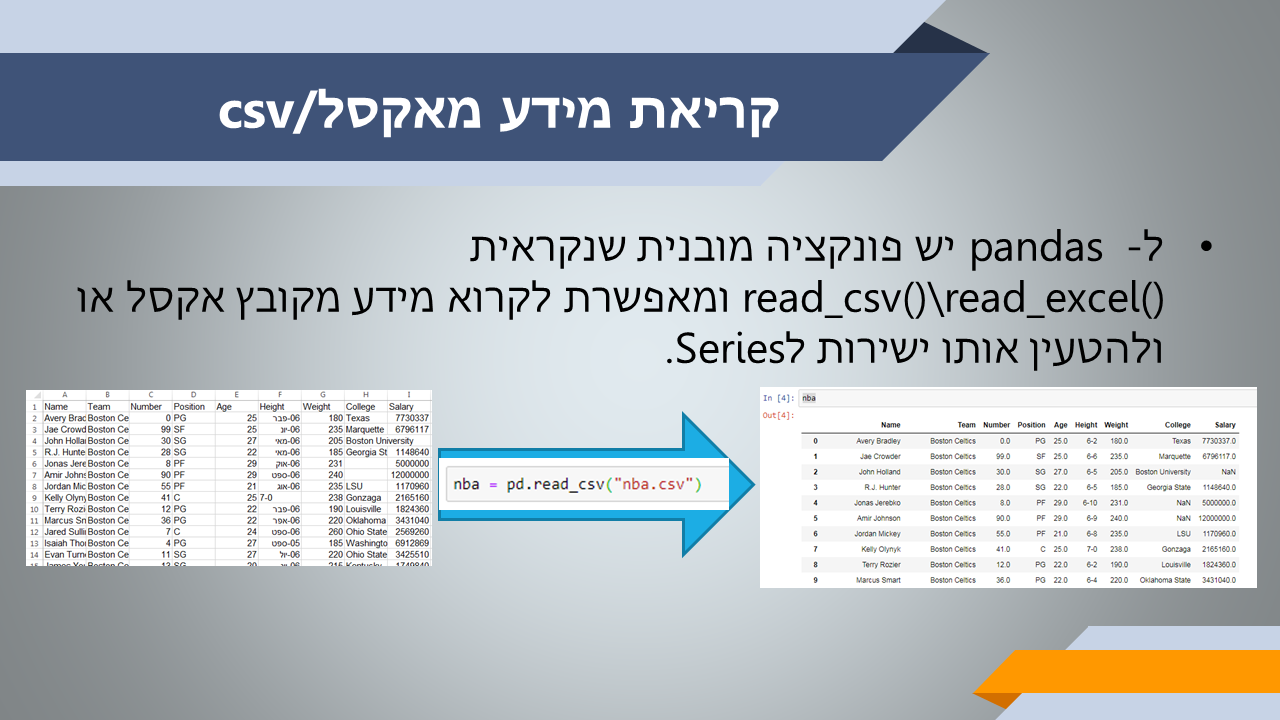 קריאת מידע מאקסל/csv
• ל- pandas יש פונקציה מובנית שנקראית
read_csv()\read_excel() ומאפשרת לקרוא מידע מקובץ אקסל או
ולהטעין אותו ישירות לSeries.
A B C D E F G H I
1 Name Team Number Position Age Height Weight College Salary
2 Avery Brad Boston Ce 0 PG 25 06-פבר 180 Texas 7730337
3 Jae Crowd Boston Ce 99 SF 25 06-יונ 235 Marquette 6796117
4 John Hollar Boston Ce 30 SG 27 06-מאי 205 Boston University
5 R.J. Hunte Boston Ce 28 SG 22 06-מאי 185 Georgia St 1148640
6 Jonas Jere Boston Ce 8 PF 29 06-אוק 231 5000000
7 Amir Johns Boston Ce 90 PF 29 06-ספט 240 12000000
8 Jordan Mic Boston Ce 55 PF 21 06-אוג 235 LSU 1170960
9 Kelly Olyny Boston Ce 41 C 25 7-0 238 Gonzaga 2165160
10 Terry Rozi Boston Ce 12 PG 22 06-פבר 190 Louisville 1824360
11 Marcus Sn Boston Ce 36 PG 22 06-אפר 220 Oklahoma 3431040
12 Jared Sulli Boston Ce 7 C 24 06-ספט 260 Ohio State 2569260
13 Isaiah Tho Boston Ce 4 PG 27 05-ספט 185 Washingto 6912869
14 Evan Turn Boston Ce 11 SG 27 06-יול 220 Ohio State 3425510
nba = pd.read_csv("nba.csv")
In [4]: nba
Out[4]:
Name Team Number Position Age Height Weight College Salary
0 Avery Bradley Boston Celtics 0.0 PG 25.0 6-2 180.0 Texas 7730337.0
1 Jae Crowder Boston Celtics 99.0 SF 25.0 6-6 235.0 Marquette 6796117.0
2 John Holland Boston Celtics 30.0 SG 27.0 6-5 205.0 Boston University NaN
3 R.J. Hunter Boston Celtics 28.0 SG 22.0 6-5 185.0 Georgia State 1148640.0
4 Jonas Jerebko Boston Celtics 8.0 PF 29.0 6-10 231.0 NaN 5000000.0
5 Amir Johnson Boston Celtics 90.0 PF 29.0 6-9 240.0 NaN 12000000.0
6 Jordan Mickey Boston Celtics 55.0 PF 21.0 6-8 235.0 LSU 1170960.0
7 Kelly Olynyk Boston Celtics 41.0 C 25.0 7-0 238.0 Gonzaga 2165160.0
8 Terry Rozier Boston Celtics 12.0 PG 22.0 6-2 190.0 Louisville 1824360.0
9 Marcus Smart Boston Celtics 36.0 PG 22.0 6-4 220.0 Oklahoma State 3431040.0